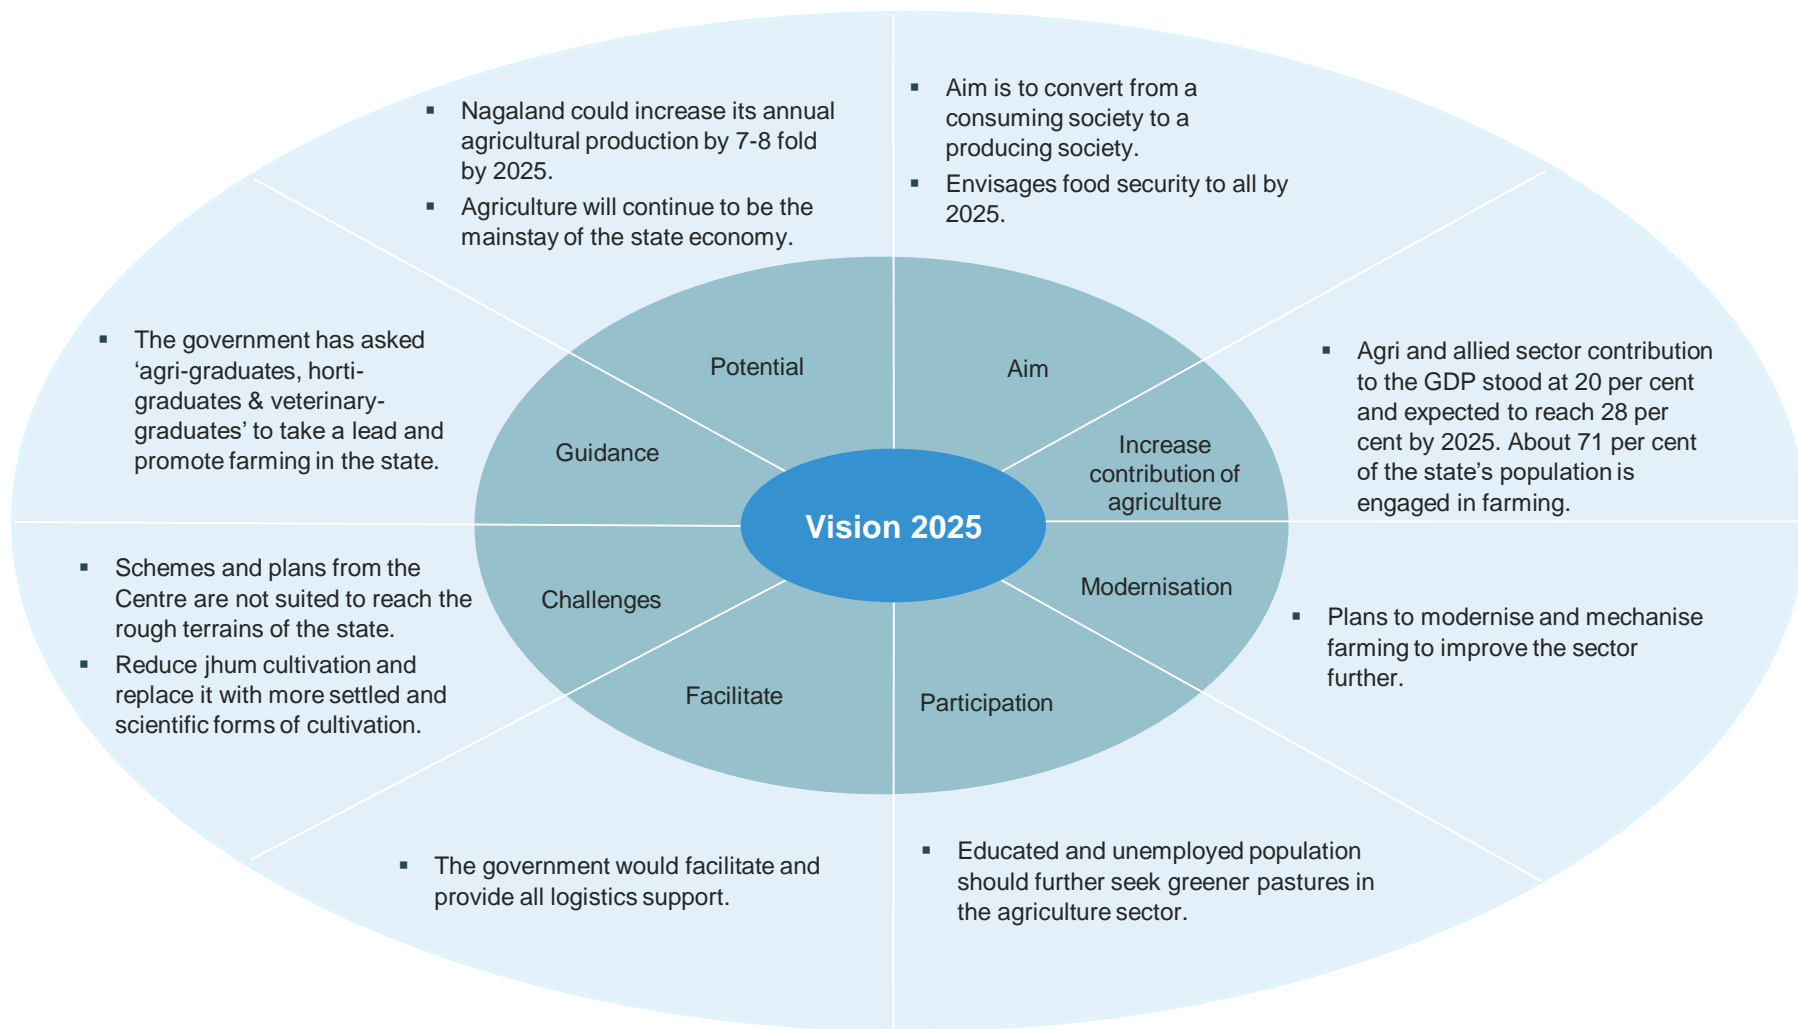 ▪ Nagaland could increase its annual
agricultural production by 7-8 fold
by 2025.
▪ Agriculture will continue to be the
mainstay of the state economy.
▪ Aim is to convert from a
consuming society to a
producing society.
▪ Envisages food security to all by
2025.
▪ The government has asked
‘agri-graduates, horti-
graduates & veterinary-
graduates’ to take a lead and
promote farming in the state.
Potential
Aim
Guidance
Increase
contribution of
agriculture
▪ Agri and allied sector contribution
to the GDP stood at 20 per cent
and expected to reach 28 per
cent by 2025. About 71 per cent
of the state’s population is
engaged in farming.
Vision 2025
▪ Schemes and plans from the
Centre are not suited to reach the
rough terrains of the state.
▪ Reduce jhum cultivation and
replace it with more settled and
scientific forms of cultivation.
Challenges
Modernisation
▪ Plans to modernise and mechanise
farming to improve the sector
further.
Facilitate
Participation
▪ The government would facilitate and
provide all logistics support.
▪ Educated and unemployed population
should further seek greener pastures in
the agriculture sector.